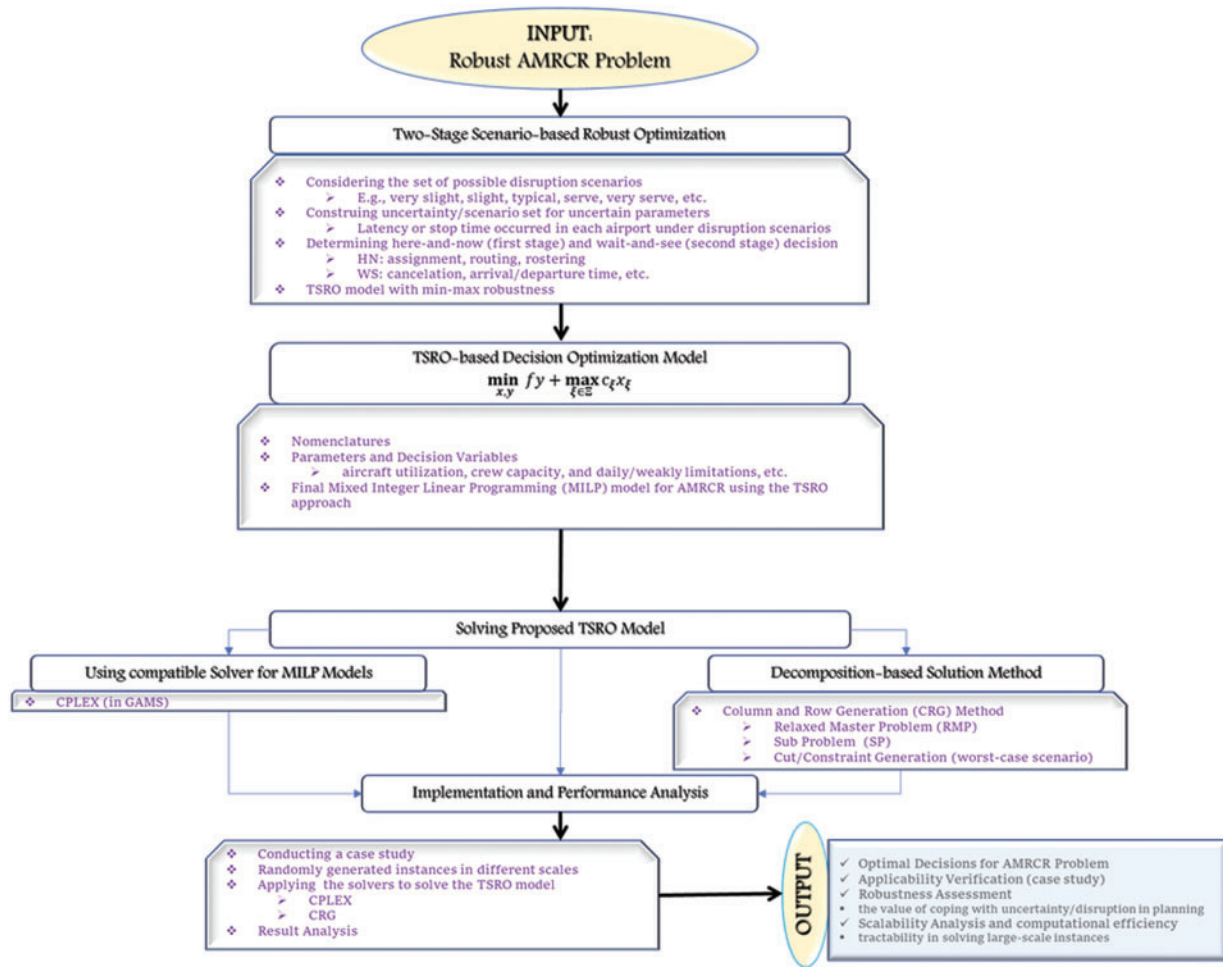 INPUT:
Robust AMRCR Problem
Two-Stage Scenario-based Robust Optimization
❖ Considering the set of possible disruption scenarios
➢ E.g., very slight, slight, typical, serve, very serve, etc.
❖ Construing uncertainty/scenario set for uncertain parameters
➢ Latency or stop time occurred in each airport under disruption scenarios
❖ Determining here-and-now (first stage) and wait-and-see (second stage) decision
➢ HN: assignment, routing, rostering
➢ WS: cancelation, arrival/departure time, etc.
❖ TSRO model with min-max robustness
TSRO-based Decision Optimization Model
min x,y fy + max ξ∈Ξ c_ξ x_ξ
❖ Nomenclatures
❖ Parameters and Decision Variables
➢ aircraft utilization, crew capacity, and daily/weakly limitations, etc.
❖ Final Mixed Integer Linear Programming (MILP) model for AMRCR using the TSRO
approach
Solving Proposed TSRO Model
Using compatible Solver for MILP Models
❖ CPLEX (in GAMS)
Decomposition-based Solution Method
❖ Column and Row Generation (CRG) Method
➢ Relaxed Master Problem (RMP)
➢ Sub Problem (SP)
➢ Cut/Constraint Generation (worst-case scenario)
Implementation and Performance Analysis
❖ Conducting a case study
❖ Randomly generated instances in different scales
❖ Applying the solvers to solve the TSRO model
➢ CPLEX
➢ CRG
❖ Result Analysis
OUTPUT
✓ Optimal Decisions for AMRCR Problem
✓ Applicability Verification (case study)
✓ Robustness Assessment
• the value of coping with uncertainty/disruption in planning
✓ Scalability Analysis and computational efficiency
• tractability in solving large-scale instances